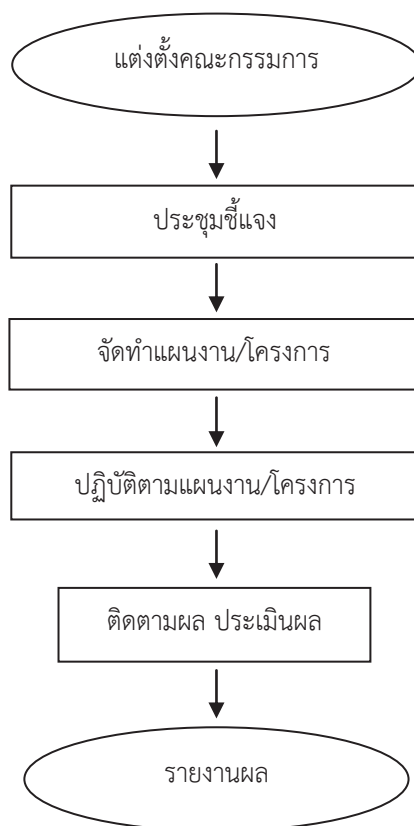 แต่งตั้งคณะกรรมการ
ประชุมชี้แจง
จัดทำแผนงาน/โครงการ
ปฏิบัติตามแผนงาน/โครงการ
ติดตามผล ประเมินผล
รายงานผล